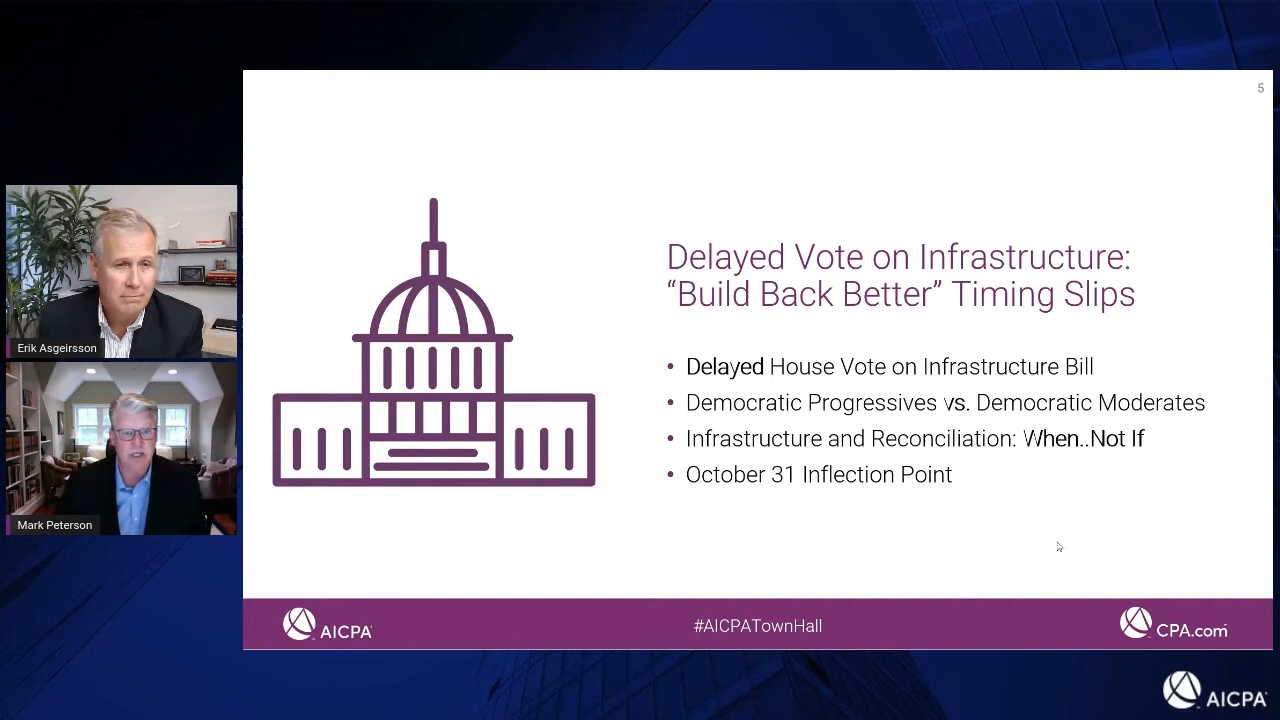 5
Erik Asgeirsson
Mark Peterson
Delayed Vote on Infrastructure:
“Build Back Better” Timing Slips
• Delayed House Vote on Infrastructure Bill
• Democratic Progressives vs. Democratic Moderates
• Infrastructure and Reconciliation: When..Not If
• October 31 Inflection Point
AICPA
#AICPATownHall
CPA.com
AICPA